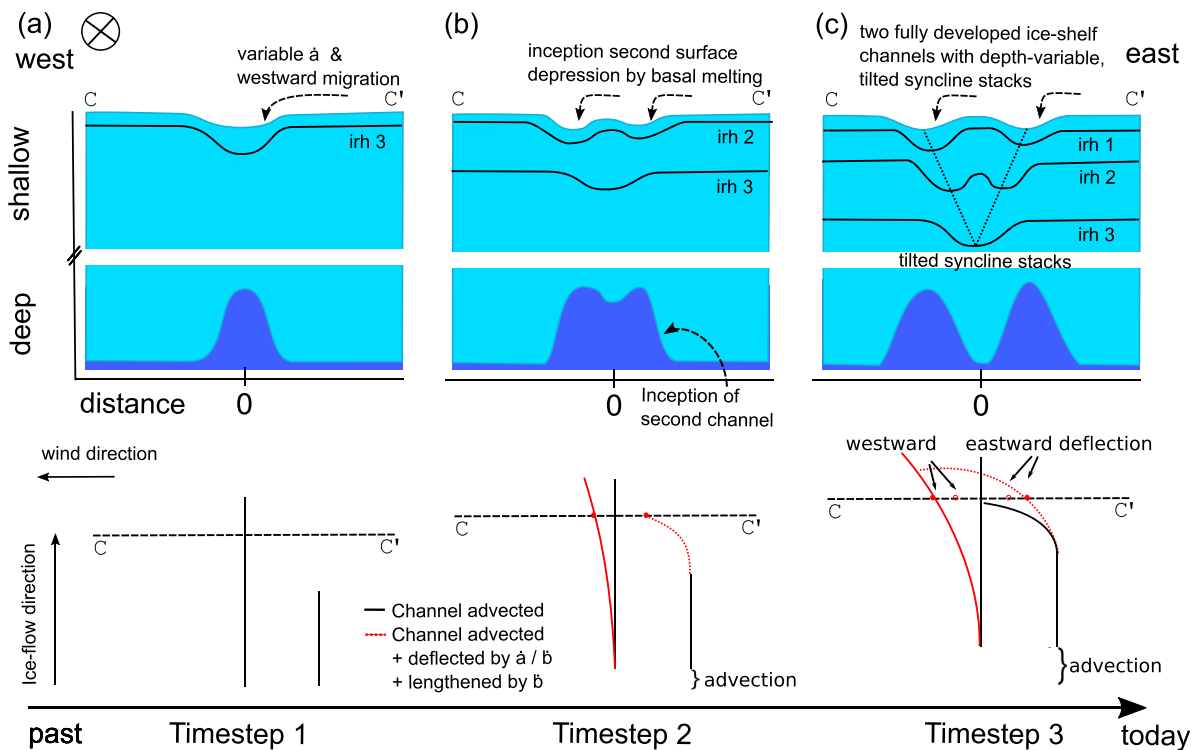 (a)
west
variable ȧ &
westward migration
C
C'
irh 3
shallow
deep
distance
0
(b)
inception second surface
depression by basal melting
C
C'
irh 2
irh 3
0
Inception of
second channel
(c)
two fully developed ice-shelf
channels with depth-variable,
tilted syncline stacks
east
C
C'
irh 1
irh 2
irh 3
tilted syncline stacks
0
wind direction
C
C'
Ice-flow direction
Channel advected
Channel advected
+ deflected by ȧ / ḃ
+ lengthened by ḃ
C
C'
}advection
westward
eastward deflection
C
C'
}advection
past
Timestep 1
Timestep 2
Timestep 3
today